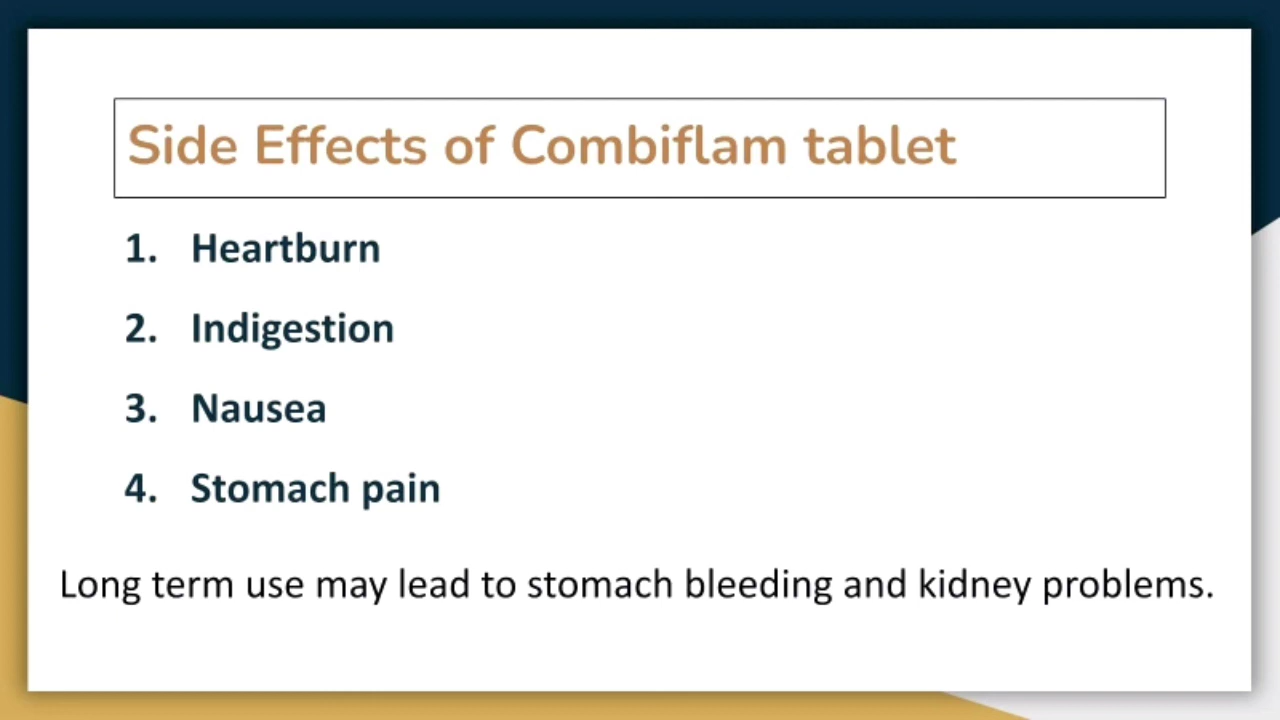 Side Effects of Combiflam tablet
1. Heartburn
2. Indigestion
3. Nausea
4. Stomach pain
Long term use may lead to stomach bleeding and kidney problems.